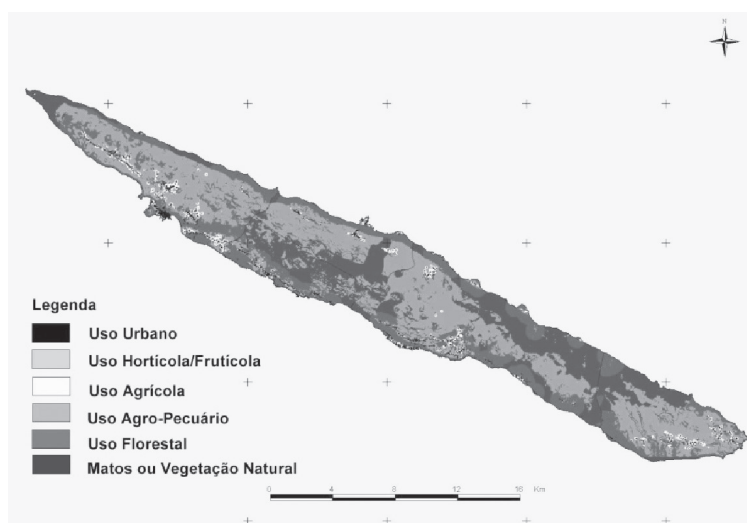 N
Legenda
Uso Urbano
Uso Hortícola/Frutícola
Uso Agrícola
Uso Agro-Pecuário
Uso Florestal
Matos ou Vegetação Natural
0 4 8 12 16 Km